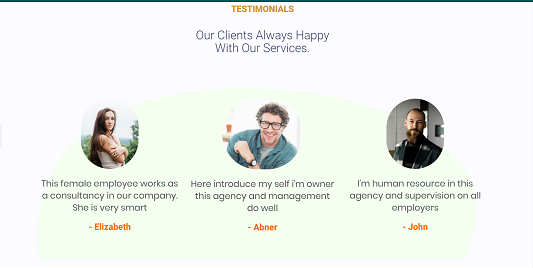 TESTIMONIALS
Our Clients Always Happy
With Our Services.
This female employee works as
a consultancy in our company.
She is very smart
- Elizabeth
Here introduce my self i'm owner
this agency and management
do well
- Abner
I'm human resource in this
agency and supervision on all
employers
- John